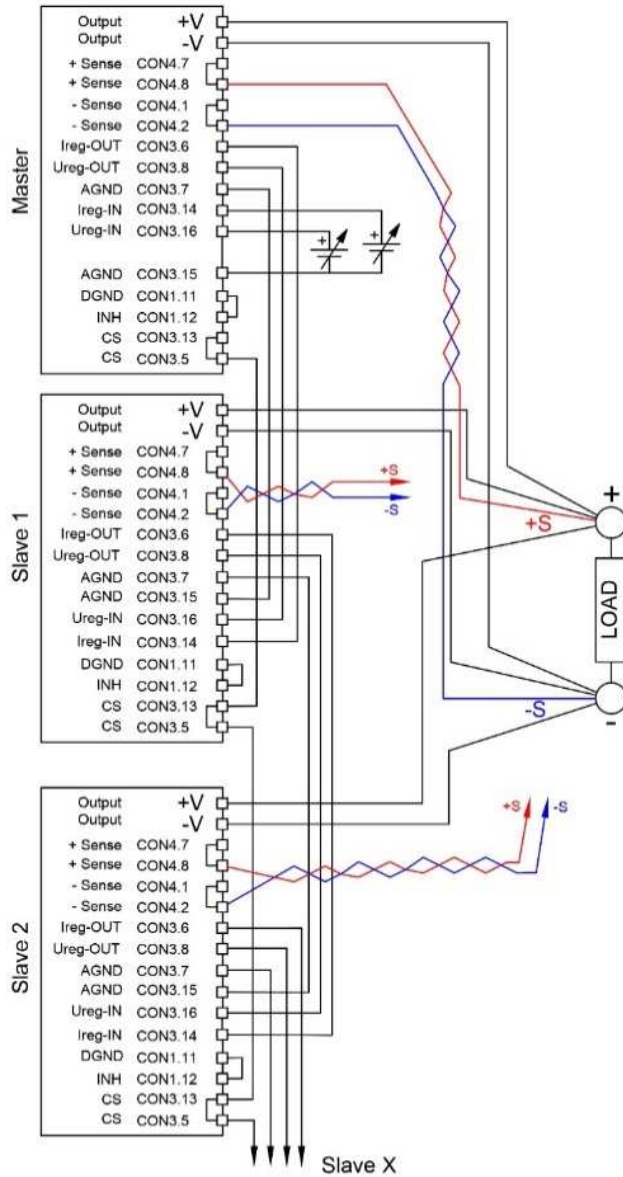 Master
Output +V
Output -V
+ Sense CON4.7
+ Sense CON4.8
- Sense CON4.1
- Sense CON4.2
Ireg-OUT CON3.6
Ureg-OUT CON3.8
AGND CON3.7
Ireg-IN CON3.14
Ureg-IN CON3.16
AGND CON3.15
DGND CON1.11
INH CON1.12
CS CON3.13
CS CON3.5
+
+
Slave 1
Output +V
Output -V
+ Sense CON4.7
+ Sense CON4.8
- Sense CON4.1
- Sense CON4.2
Ireg-OUT CON3.6
Ureg-OUT CON3.8
AGND CON3.7
AGND CON3.15
Ureg-IN CON3.16
Ireg-IN CON3.14
DGND CON1.11
INH CON1.12
CS CON3.13
CS CON3.5
+S
-S
+
+S
LOAD
-S
-
Slave 2
Output +V
Output -V
+ Sense CON4.7
+ Sense CON4.8
- Sense CON4.1
- Sense CON4.2
Ireg-OUT CON3.6
Ureg-OUT CON3.8
AGND CON3.7
AGND CON3.15
Ureg-IN CON3.16
Ireg-IN CON3.14
DGND CON1.11
INH CON1.12
CS CON3.13
CS CON3.5
+S
-S
Slave X